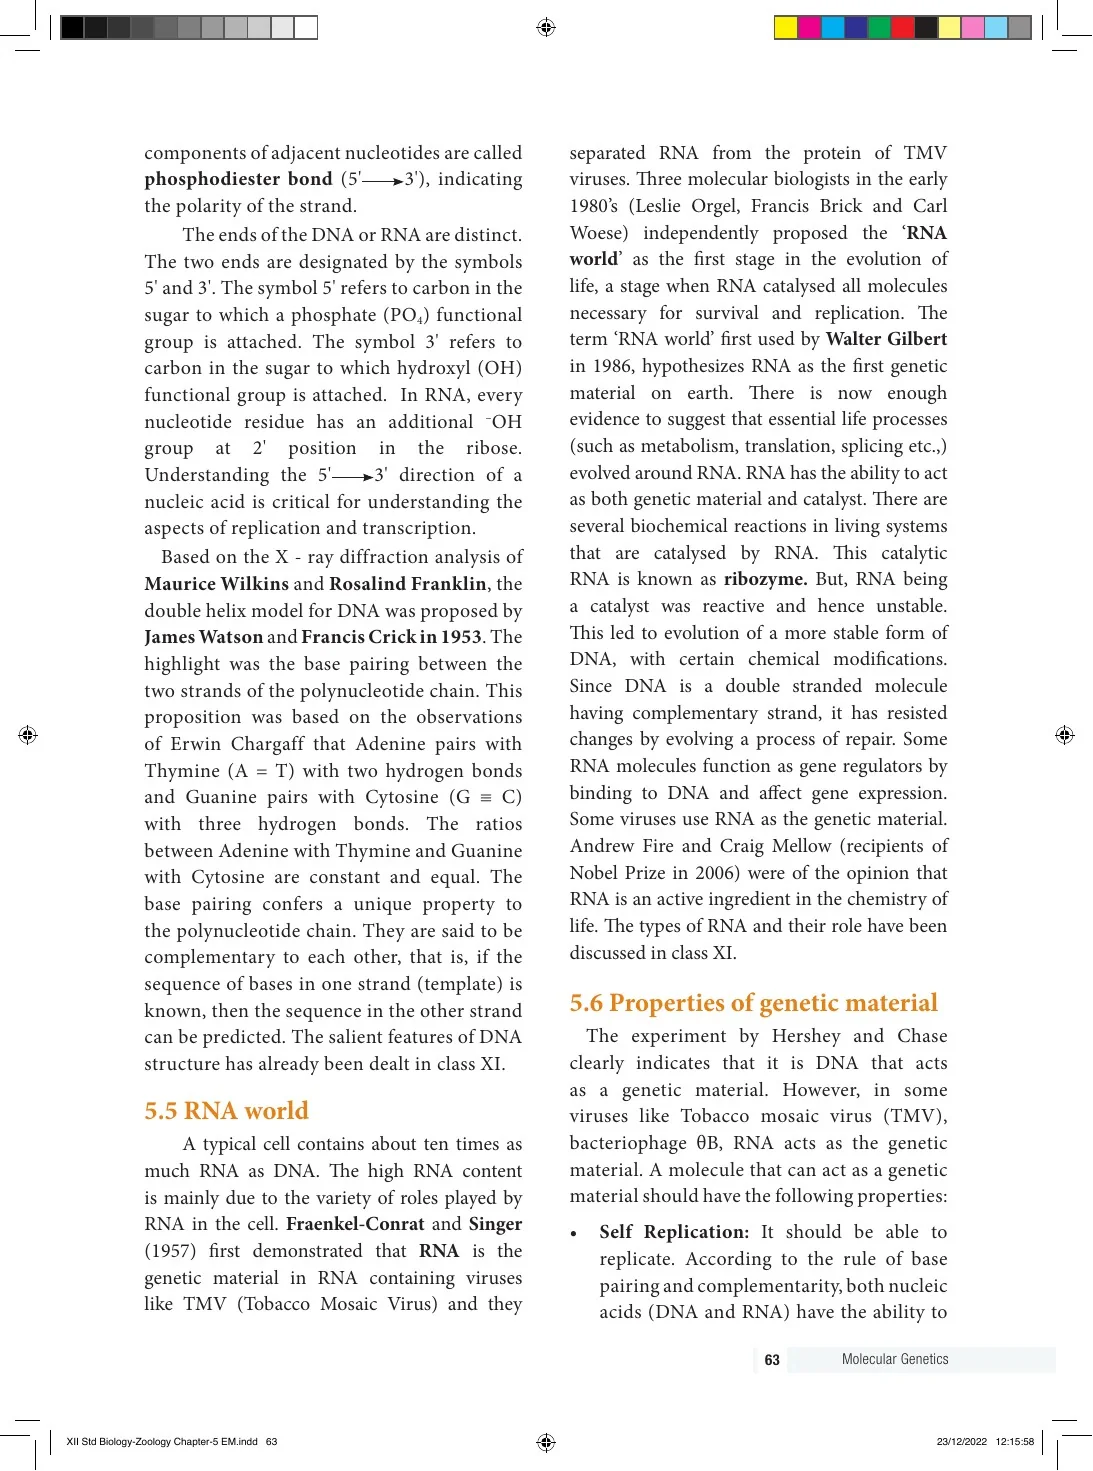 components of adjacent nucleotides are called
phosphodiester bond (5'⟶3'), indicating
the polarity of the strand.
The ends of the DNA or RNA are distinct.
The two ends are designated by the symbols
5' and 3'. The symbol 5' refers to carbon in the
sugar to which a phosphate (PO₄) functional
group is attached. The symbol 3' refers to
carbon in the sugar to which hydroxyl (OH)
functional group is attached. In RNA, every
nucleotide residue has an additional ⁻OH
group at 2' position in the ribose.
Understanding the 5'⟶3' direction of a
nucleic acid is critical for understanding the
aspects of replication and transcription.
Based on the X - ray diffraction analysis of
Maurice Wilkins and Rosalind Franklin, the
double helix model for DNA was proposed by
James Watson and Francis Crick in 1953. The
highlight was the base pairing between the
two strands of the polynucleotide chain. This
proposition was based on the observations
of Erwin Chargaff that Adenine pairs with
Thymine (A = T) with two hydrogen bonds
and Guanine pairs with Cytosine (G ≡ C)
with three hydrogen bonds. The ratios
between Adenine with Thymine and Guanine
with Cytosine are constant and equal. The
base pairing confers a unique property to
the polynucleotide chain. They are said to be
complementary to each other, that is, if the
sequence of bases in one strand (template) is
known, then the sequence in the other strand
can be predicted. The salient features of DNA
structure has already been dealt in class XI.
5.5 RNA world
A typical cell contains about ten times as
much RNA as DNA. The high RNA content
is mainly due to the variety of roles played by
RNA in the cell. Fraenkel-Conrat and Singer
(1957) first demonstrated that RNA is the
genetic material in RNA containing viruses
like TMV (Tobacco Mosaic Virus) and they
separated RNA from the protein of TMV
viruses. Three molecular biologists in the early
1980's (Leslie Orgel, Francis Brick and Carl
Woese) independently proposed the 'RNA
world' as the first stage in the evolution of
life, a stage when RNA catalysed all molecules
necessary for survival and replication. The
term 'RNA world' first used by Walter Gilbert
in 1986, hypothesizes RNA as the first genetic
material on earth. There is now enough
evidence to suggest that essential life processes
(such as metabolism, translation, splicing etc.,)
evolved around RNA. RNA has the ability to act
as both genetic material and catalyst. There are
several biochemical reactions in living systems
that are catalysed by RNA. This catalytic
RNA is known as ribozyme. But, RNA being
a catalyst was reactive and hence unstable.
This led to evolution of a more stable form of
DNA, with certain chemical modifications.
Since DNA is a double stranded molecule
having complementary strand, it has resisted
changes by evolving a process of repair. Some
RNA molecules function as gene regulators by
binding to DNA and affect gene expression.
Some viruses use RNA as the genetic material.
Andrew Fire and Craig Mellow (recipients of
Nobel Prize in 2006) were of the opinion that
RNA is an active ingredient in the chemistry of
life. The types of RNA and their role have been
discussed in class XI.
5.6 Properties of genetic material
The experiment by Hershey and Chase
clearly indicates that it is DNA that acts
as a genetic material. However, in some
viruses like Tobacco mosaic virus (TMV),
bacteriophage θB, RNA acts as the genetic
material. A molecule that can act as a genetic
material should have the following properties:
• Self Replication: It should be able to
replicate. According to the rule of base
pairing and complementarity, both nucleic
acids (DNA and RNA) have the ability to
63 Molecular Genetics
XII Std Biology-Zoology Chapter-5 EM.indd 63
23/12/2022 12:15:58